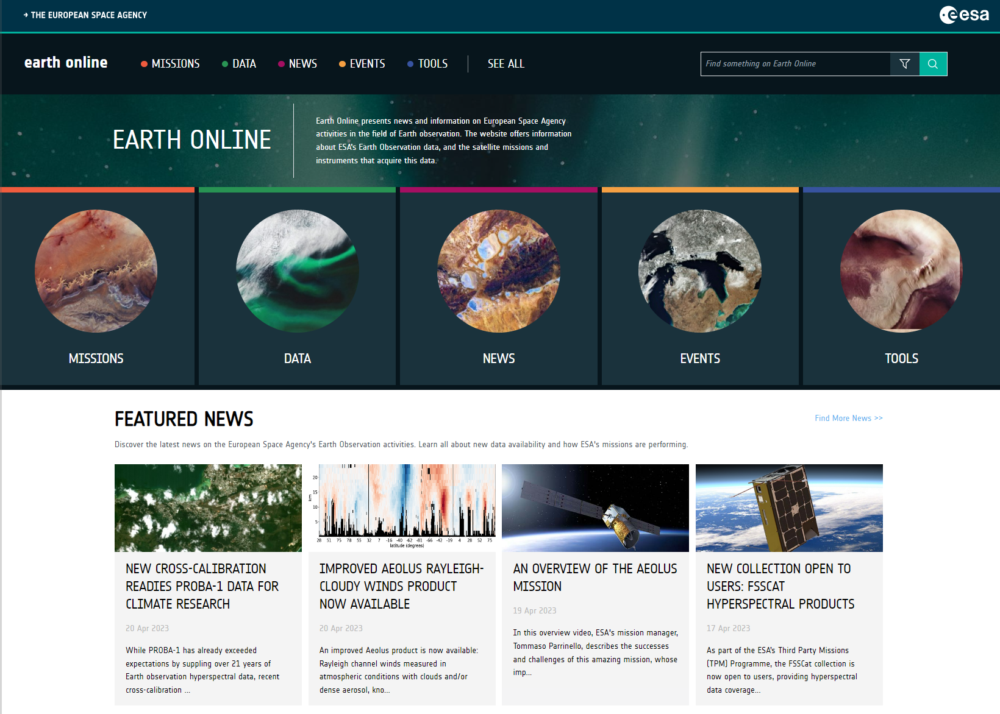 → THE EUROPEAN SPACE AGENCY
esa
earth online
MISSIONS
DATA
NEWS
EVENTS
TOOLS
SEE ALL
Find something on Earth Online
EARTH ONLINE
Earth Online presents news and information on European Space Agency
activities in the field of Earth observation. The website offers information
about ESA's Earth Observation data, and the satellite missions and
instruments that acquire this data.
MISSIONS
DATA
NEWS
EVENTS
TOOLS
FEATURED NEWS
Find More News >>
Discover the latest news on the European Space Agency's Earth Observation activities. Learn all about new data availability and how ESA's missions are performing.
NEW CROSS-CALIBRATION
READIES PROBA-1 DATA FOR
CLIMATE RESEARCH
20 Apr 2023
While PROBA-1 has already exceeded
expectations by suppling over 21 years of
Earth observation hyperspectral data, recent
cross-calibration ...
20
15
km
10
5
28 51 75 78 55 32 7 -16 -40 -62 -81 -66 -42 -19 4 28 52 75
latitude (degrees)
IMPROVED AEOLUS RAYLEIGH-
CLOUDY WINDS PRODUCT
NOW AVAILABLE
20 Apr 2023
An improved Aeolus product is now available:
Rayleigh channel winds measured in
atmospheric conditions with clouds and/or
dense aerosol, kno...
AN OVERVIEW OF THE AEOLUS
MISSION
19 Apr 2023
In this overview video, ESA's mission manager,
Tommaso Parrinello, describes the successes
and challenges of this amazing mission, whose
imp...
NEW COLLECTION OPEN TO
USERS: FSSCAT
HYPERSPECTRAL PRODUCTS
17 Apr 2023
As part of the ESA's Third Party Missions
(TPM) Programme, the FSSCat collection is
now open to users, providing hyperspectral
data coverage...